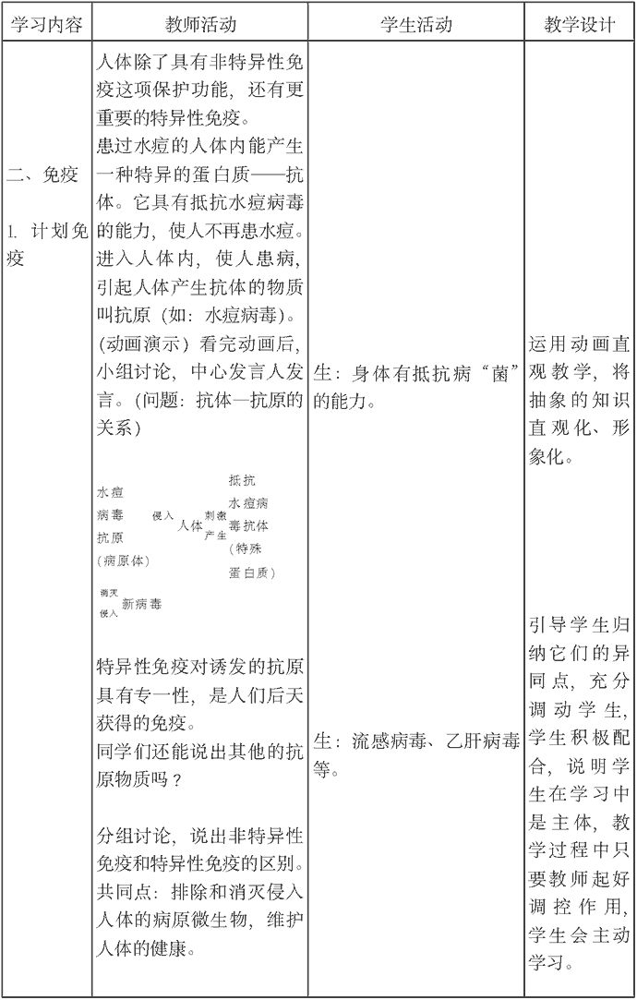 学习内容
教师活动
学生活动
教学设计
二、免疫
1. 计划免
疫
人体除了具有非特异性免
疫这项保护功能，还有更
重要的特异性免疫。
患过水痘的人体内能产生
一种特异的蛋白质——抗
体。它具有抵抗水痘病毒
的能力，使人不再患水痘。
进入人体内，使人患病，
引起人体产生抗体的物质
叫抗原（如：水痘病毒）。
（动画演示）看完动画后，
小组讨论，中心发言人发
言。（问题：抗体—抗原的
关系）
水痘
病毒
抗原
（病原体）
侵入
人体
刺激
产生
抵抗
水痘病
毒抗体
（特殊
蛋白质）
消灭
侵入
新病毒
特异性免疫对诱发的抗原
具有专一性，是人们后天
获得的免疫。
同学们还能说出其他的抗
原物质吗？
分组讨论，说出非特异性
免疫和特异性免疫的区别。
共同点：排除和消灭侵入
人体的病原微生物，维护
人体的健康。
生：身体有抵抗病“菌”
的能力。
生：流感病毒、乙肝病毒
等。
运用动画直
观教学，将
抽象的知识
直观化、形
象化。
引导学生归
纳它们的异
同点，充分
调动学生，
学生积极配
合，说明学
生在学习中
是主体，教
学过程中只
要教师起好
调控作用，
学生会主动
学习。